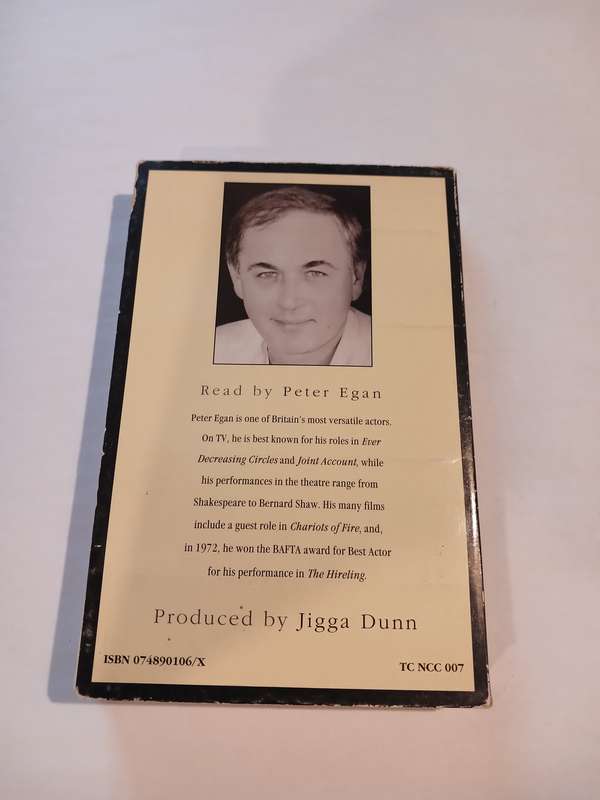 Read by Peter Egan
Peter Egan is one of Britain's most versatile actors.
On TV, he is best known for his roles in Ever
Decreasing Circles and Joint Account, while
his performances in the theatre range from
Shakespeare to Bernard Shaw. His many films
include a guest role in Chariots of Fire, and,
in 1972, he won the BAFTA award for Best Actor
for his performance in The Hireling.
Produced by Jigga Dunn
ISBN 074890106/X
TC NCC 007